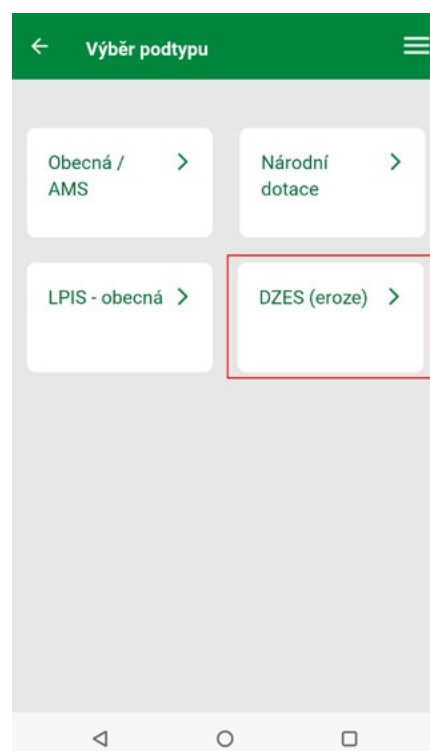 Výběr podtypu
Obecná /
AMS
Národní
dotace
LPIS - obecná
DZES (eroze)